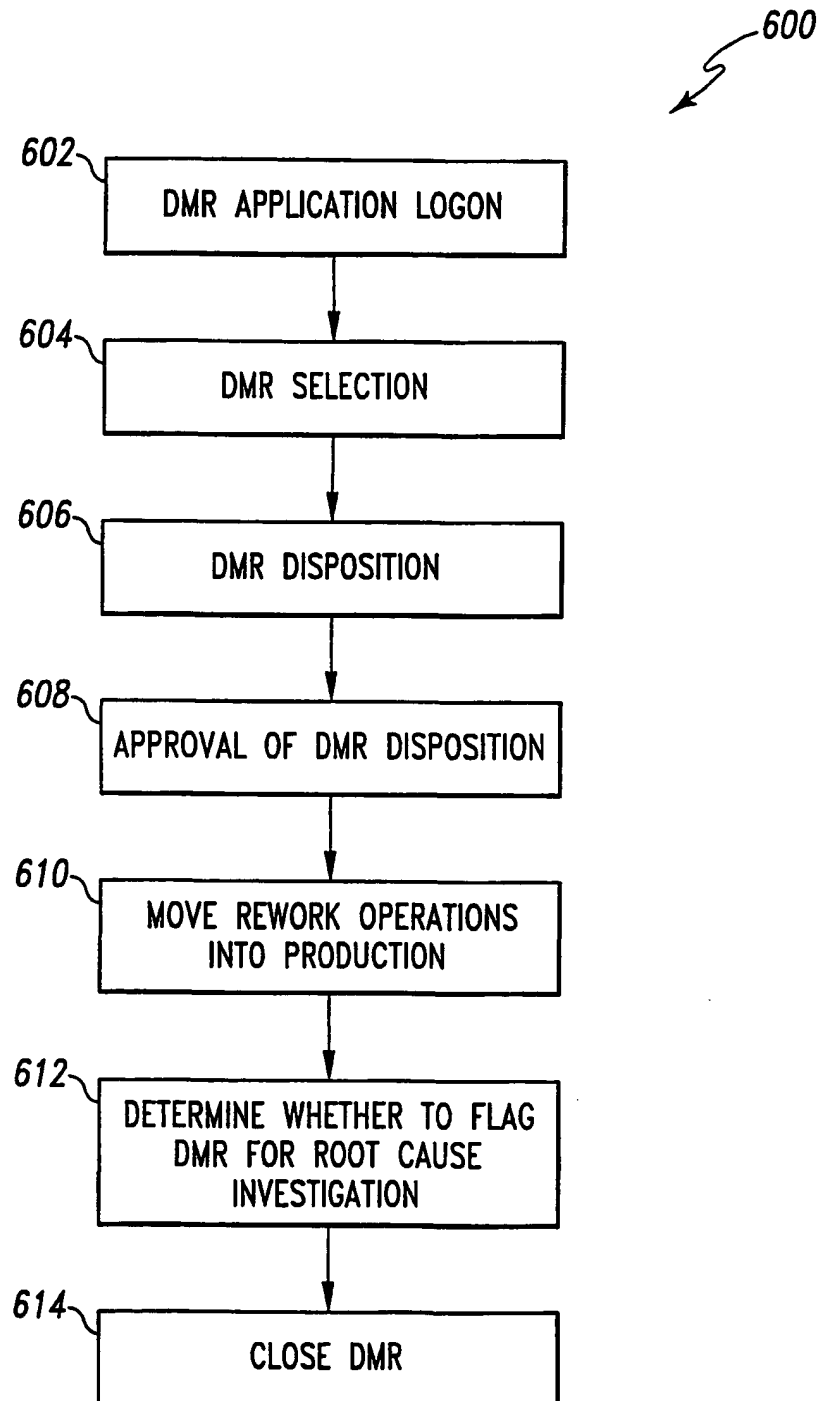 600
602
DMR APPLICATION LOGON
604
DMR SELECTION
606
DMR DISPOSITION
608
APPROVAL OF DMR DISPOSITION
610
MOVE REWORK OPERATIONS
INTO PRODUCTION
612
DETERMINE WHETHER TO FLAG
DMR FOR ROOT CAUSE
INVESTIGATION
614
CLOSE DMR